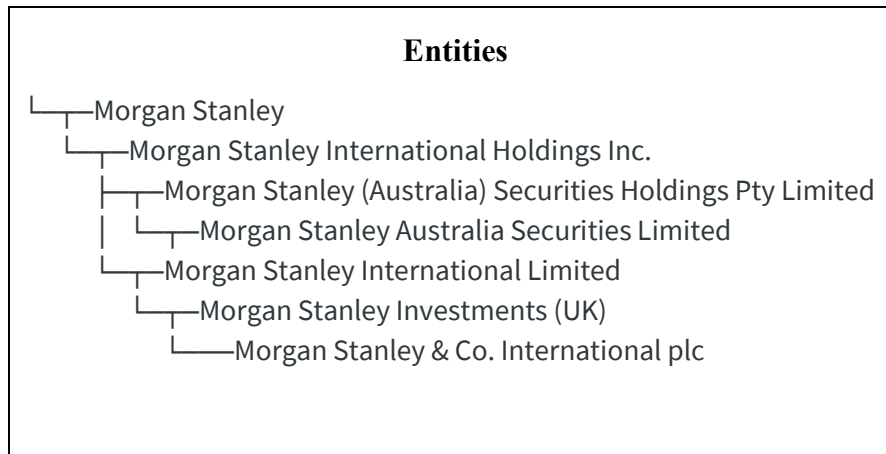 Entities
Morgan Stanley
Morgan Stanley International Holdings Inc.
Morgan Stanley (Australia) Securities Holdings Pty Limited
Morgan Stanley Australia Securities Limited
Morgan Stanley International Limited
Morgan Stanley Investments (UK)
Morgan Stanley & Co. International plc